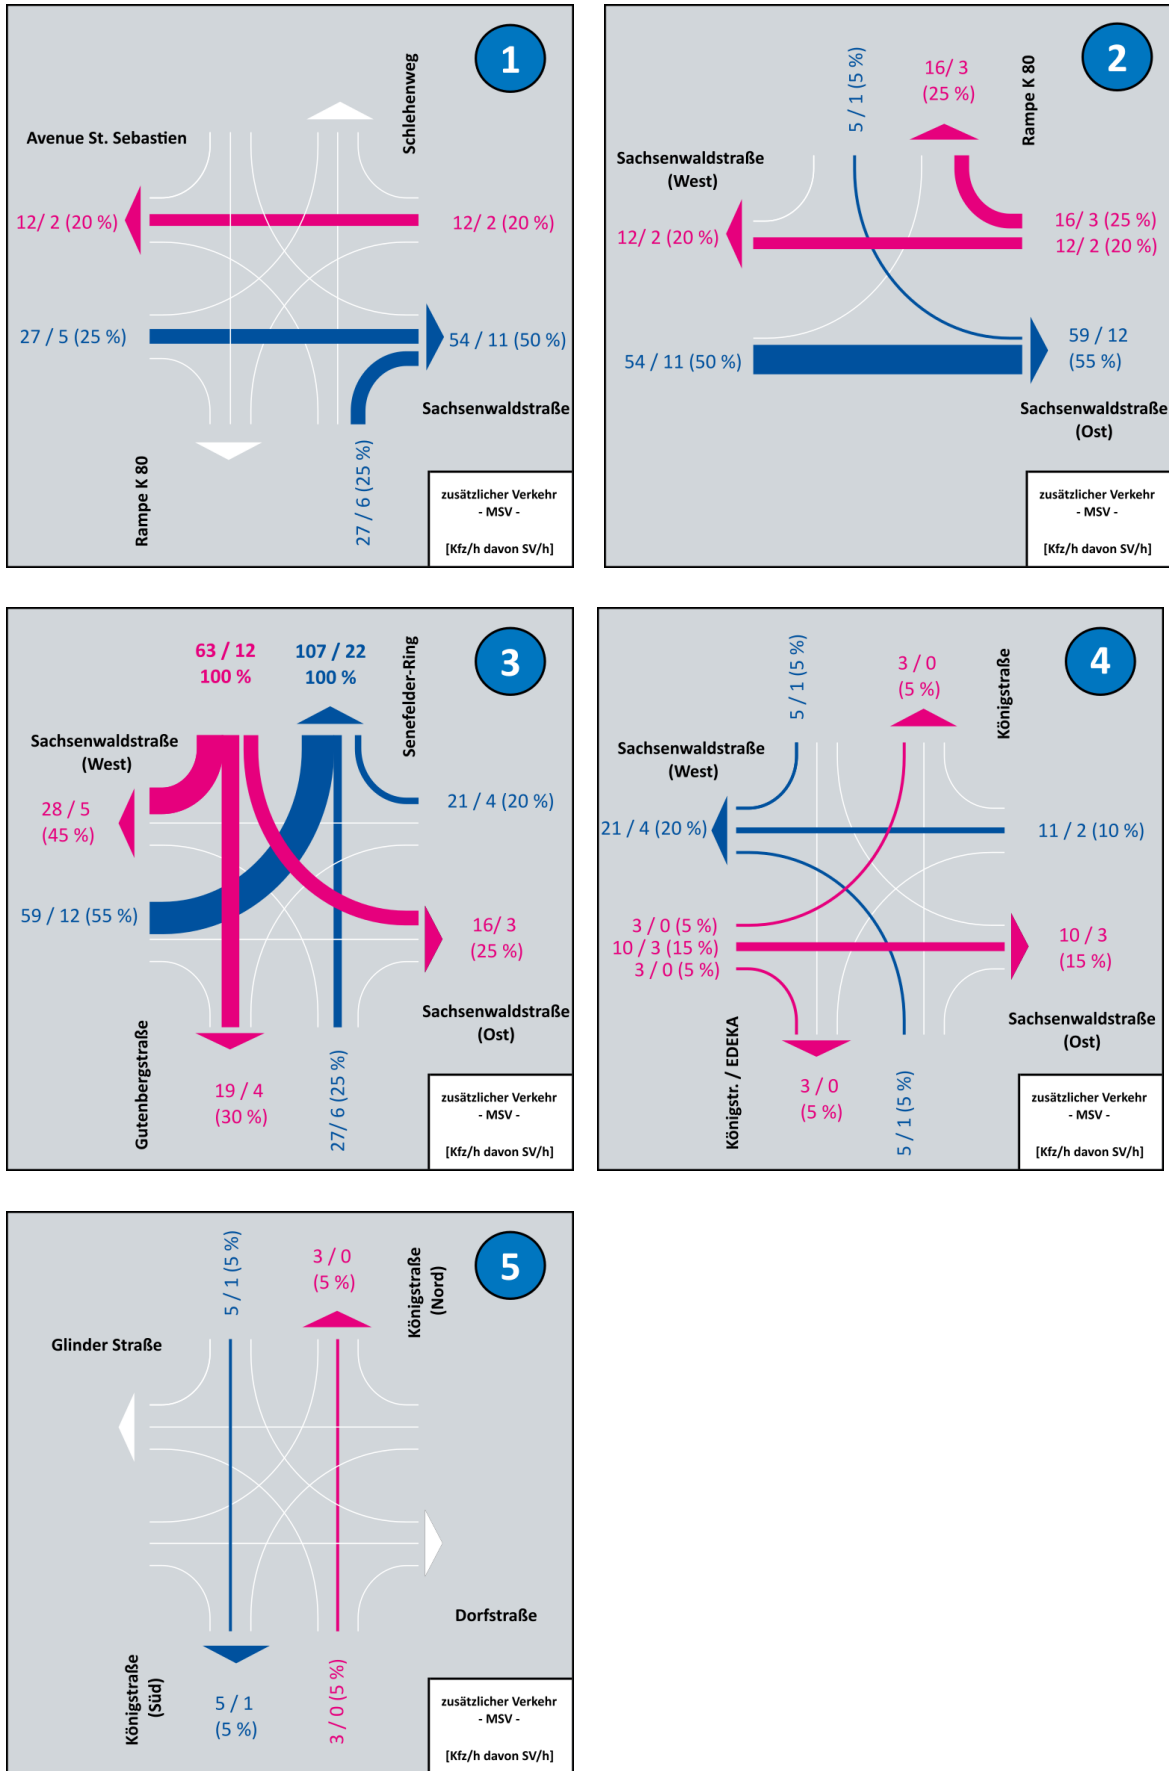 1
Schlehenweg
Avenue St. Sebastien
12/ 2 (20 %)
12/ 2 (20 %)
27 / 5 (25 %)
54 / 11 (50 %)
Sachsenwaldstraße
Rampe K 80
27 / 6 (25 %)
zusätzlicher Verkehr
- MSV -
[Kfz/h davon SV/h]
2
5 / 1 (5 %)
16/ 3
(25 %)
Rampe K 80
Sachsenwaldstraße
(West)
12/ 2 (20 %)
16/ 3 (25 %)
12/ 2 (20 %)
54 / 11 (50 %)
59 / 12
(55 %)
Sachsenwaldstraße
(Ost)
zusätzlicher Verkehr
- MSV -
[Kfz/h davon SV/h]
3
63 / 12
100 %
107 / 22
100 %
Senefelder-Ring
Sachsenwaldstraße
(West)
28 / 5
(45 %)
21 / 4 (20 %)
59 / 12 (55 %)
16/ 3
(25 %)
Sachsenwaldstraße
(Ost)
Gutenbergstraße
19 / 4
(30 %)
27/ 6 (25 %)
zusätzlicher Verkehr
- MSV -
[Kfz/h davon SV/h]
4
5 / 1 (5 %)
3 / 0
(5 %)
Königstraße
Sachsenwaldstraße
(West)
21 / 4 (20 %)
11 / 2 (10 %)
3 / 0 (5 %)
10 / 3 (15 %)
3 / 0 (5 %)
10 / 3
(15 %)
Sachsenwaldstraße
(Ost)
Königstr. / EDEKA
3 / 0
(5 %)
5 / 1 (5 %)
zusätzlicher Verkehr
- MSV -
[Kfz/h davon SV/h]
5
5 / 1 (5 %)
3 / 0
(5 %)
Königstraße
(Nord)
Glinder Straße
Dorfstraße
Königstraße
(Süd)
5 / 1
(5 %)
3 / 0 (5 %)
zusätzlicher Verkehr
- MSV -
[Kfz/h davon SV/h]